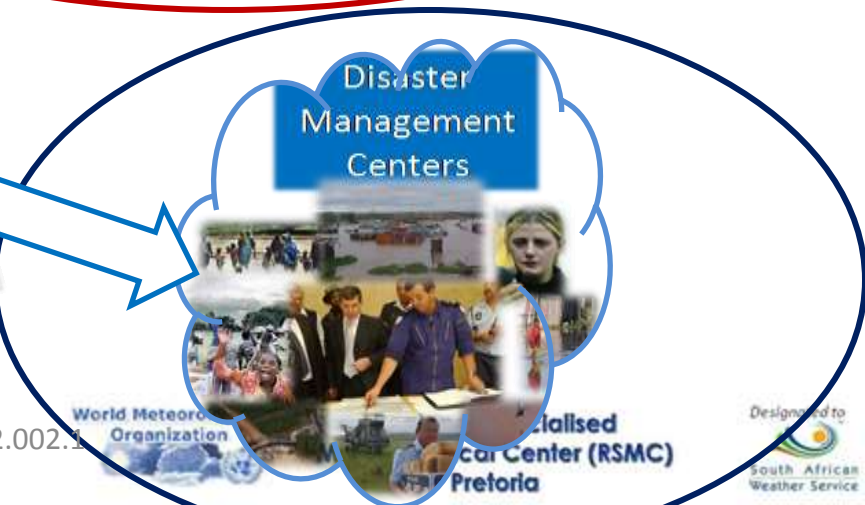 Disaster
Management
Centers
World Meteoro
Organization
2.002.1
cialised
cal Center (RSMC)
Pretoria
Designated to
South African
Weather Service